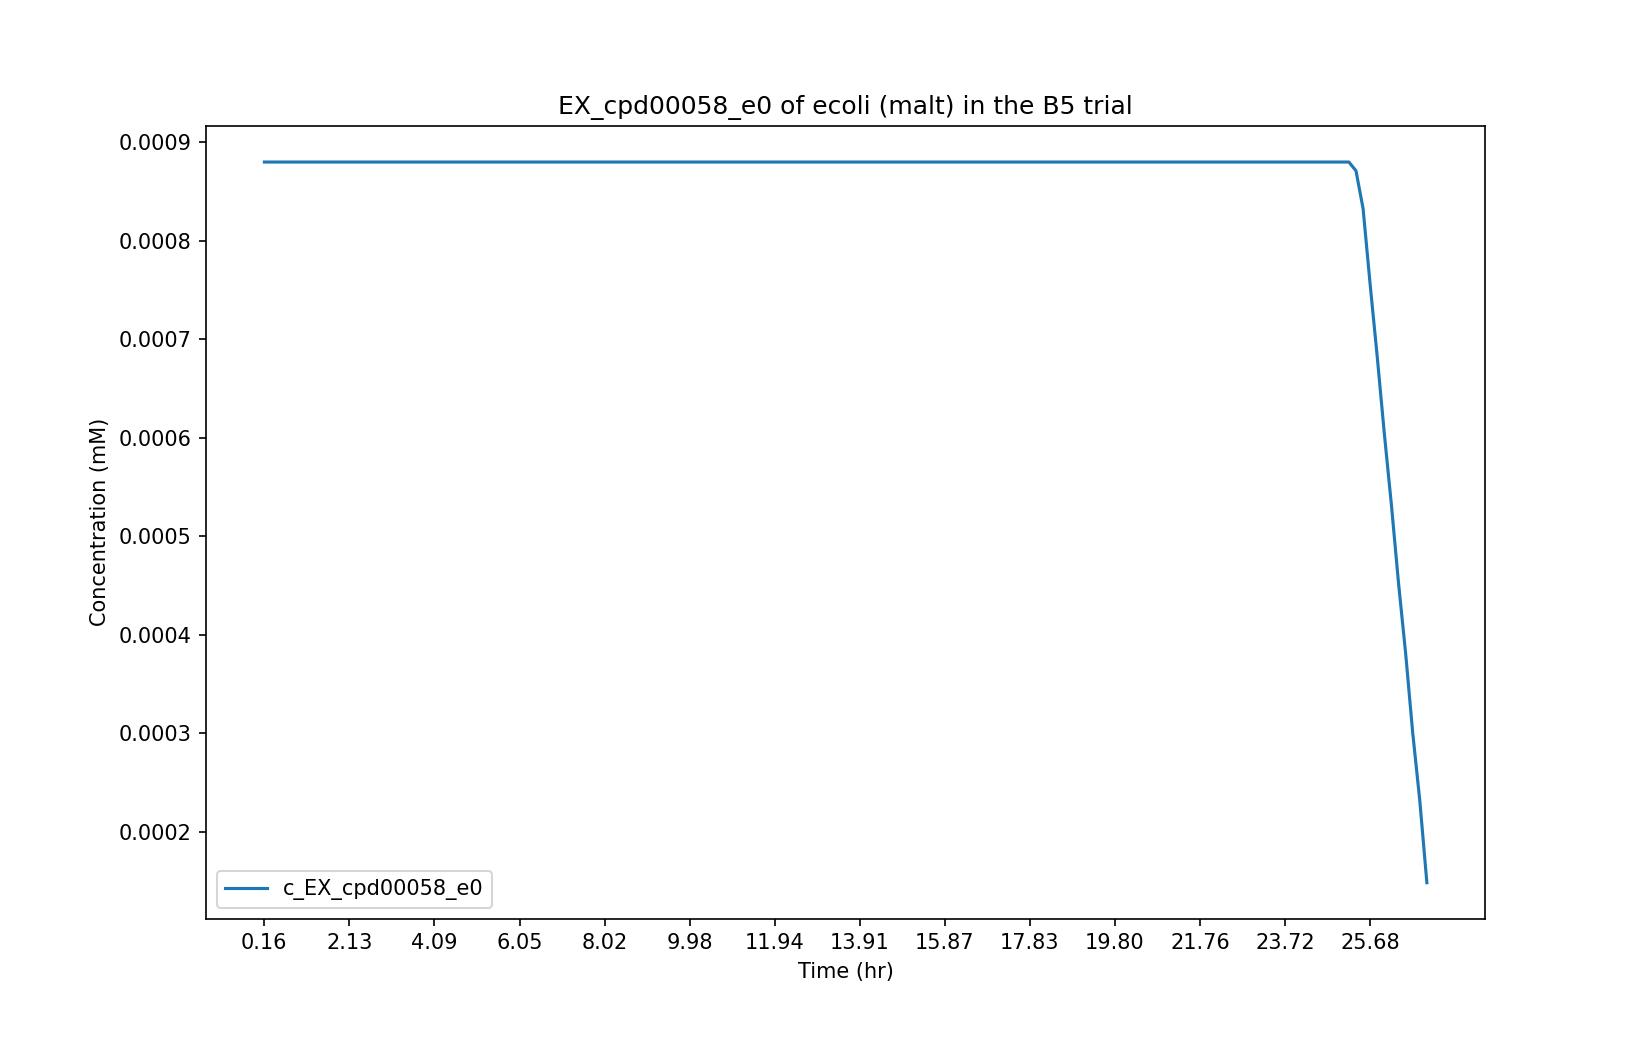 EX_cpd00058_e0 of ecoli (malt) in the B5 trial
0.0009
0.0008
0.0007
0.0006
0.0005
0.0004
0.0003
0.0002
Concentration (mM)
c_EX_cpd00058_e0
0.16 2.13 4.09 6.05 8.02 9.98 11.94 13.91 15.87 17.83 19.80 21.76 23.72 25.68
Time (hr)